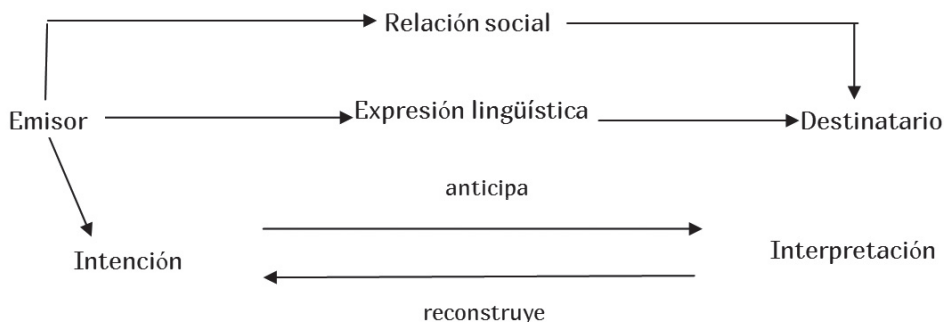 Relación social
Emisor
Expresión lingüística
Destinatario
anticipa
Intención
Interpretación
reconstruye